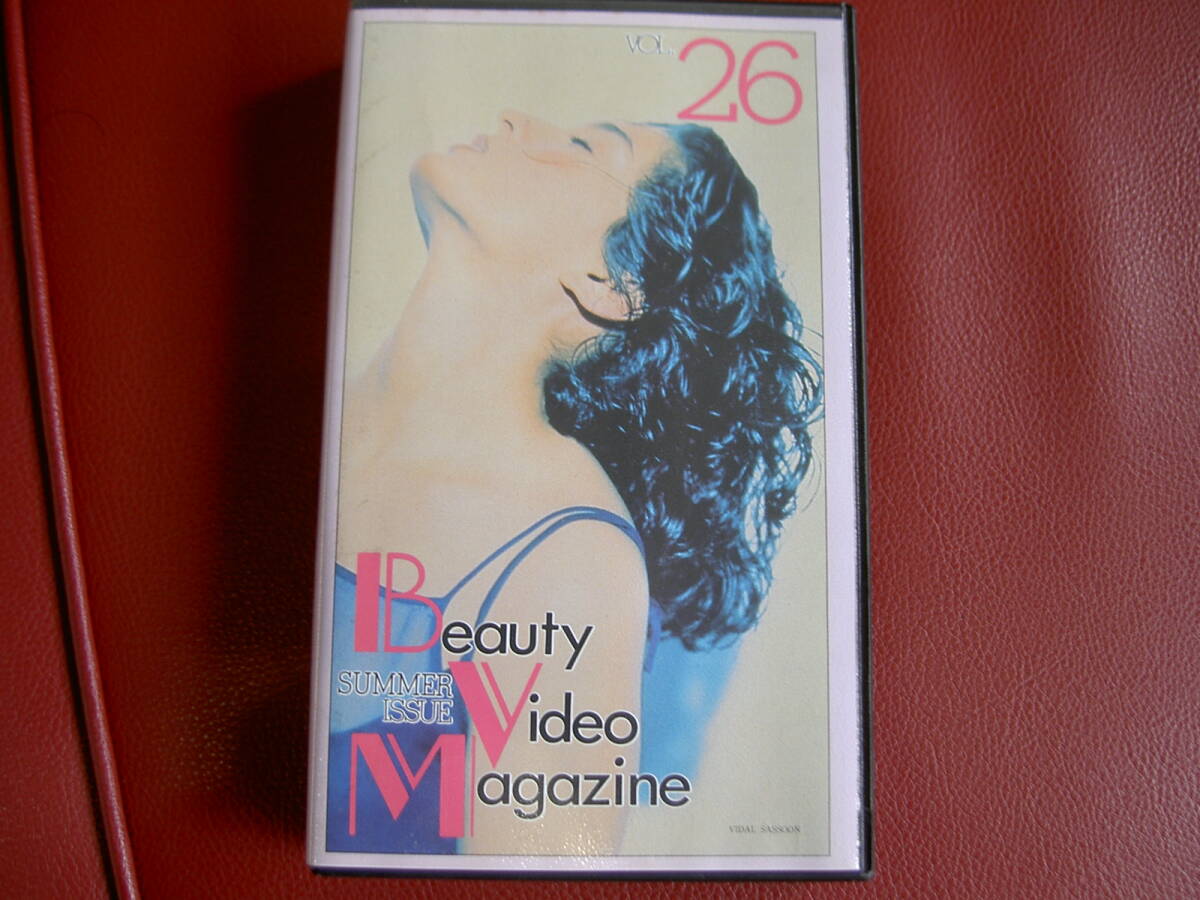 VOL. 26
Beauty
SUMMER
ISSUE
Video
Magazine
VIDAL SASSOON